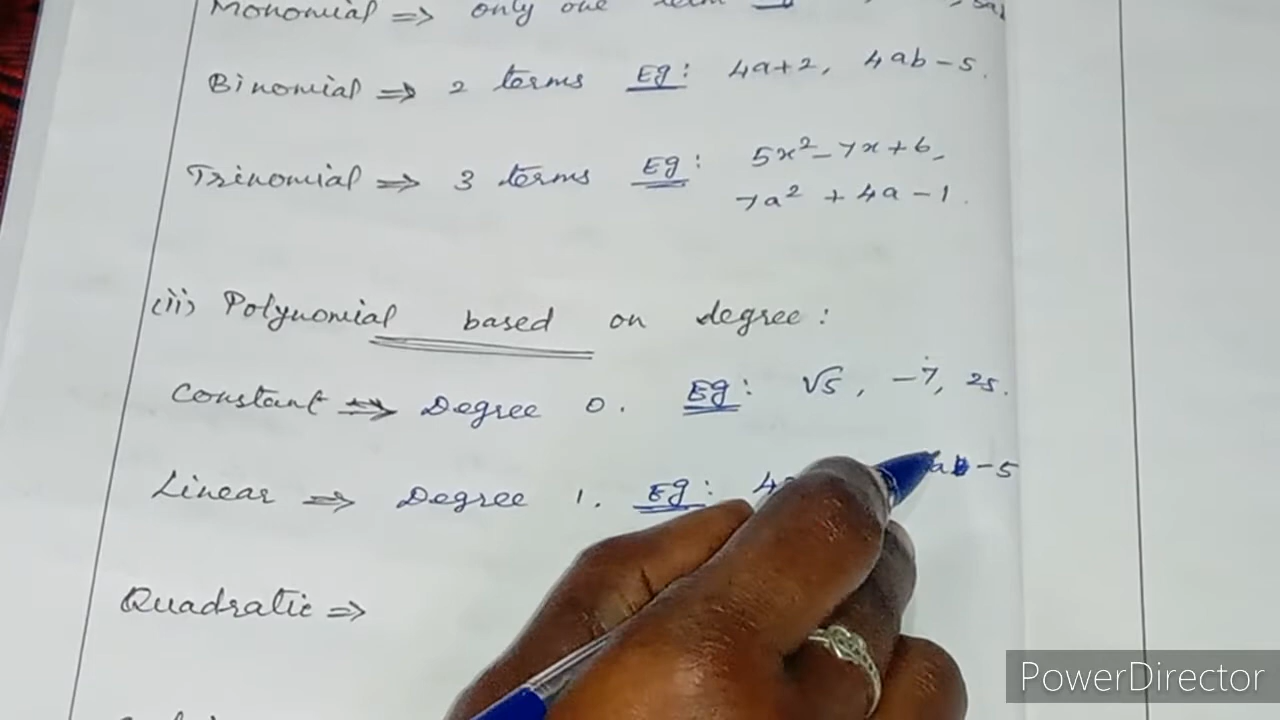 Monomial ⇒ only one term
Binomial ⇒ 2 terms Eg: 4a+2, 4ab-5.
Trinomial ⇒ 3 terms Eg: 5x²-7x+6,
7a² + 4a - 1.
(ii) Polynomial based on degree:
Constant ⇒ Degree 0. Eg: √5, -7, 25.
Linear ⇒ Degree 1. Eg: -5
Quadratic ⇒
PowerDirector